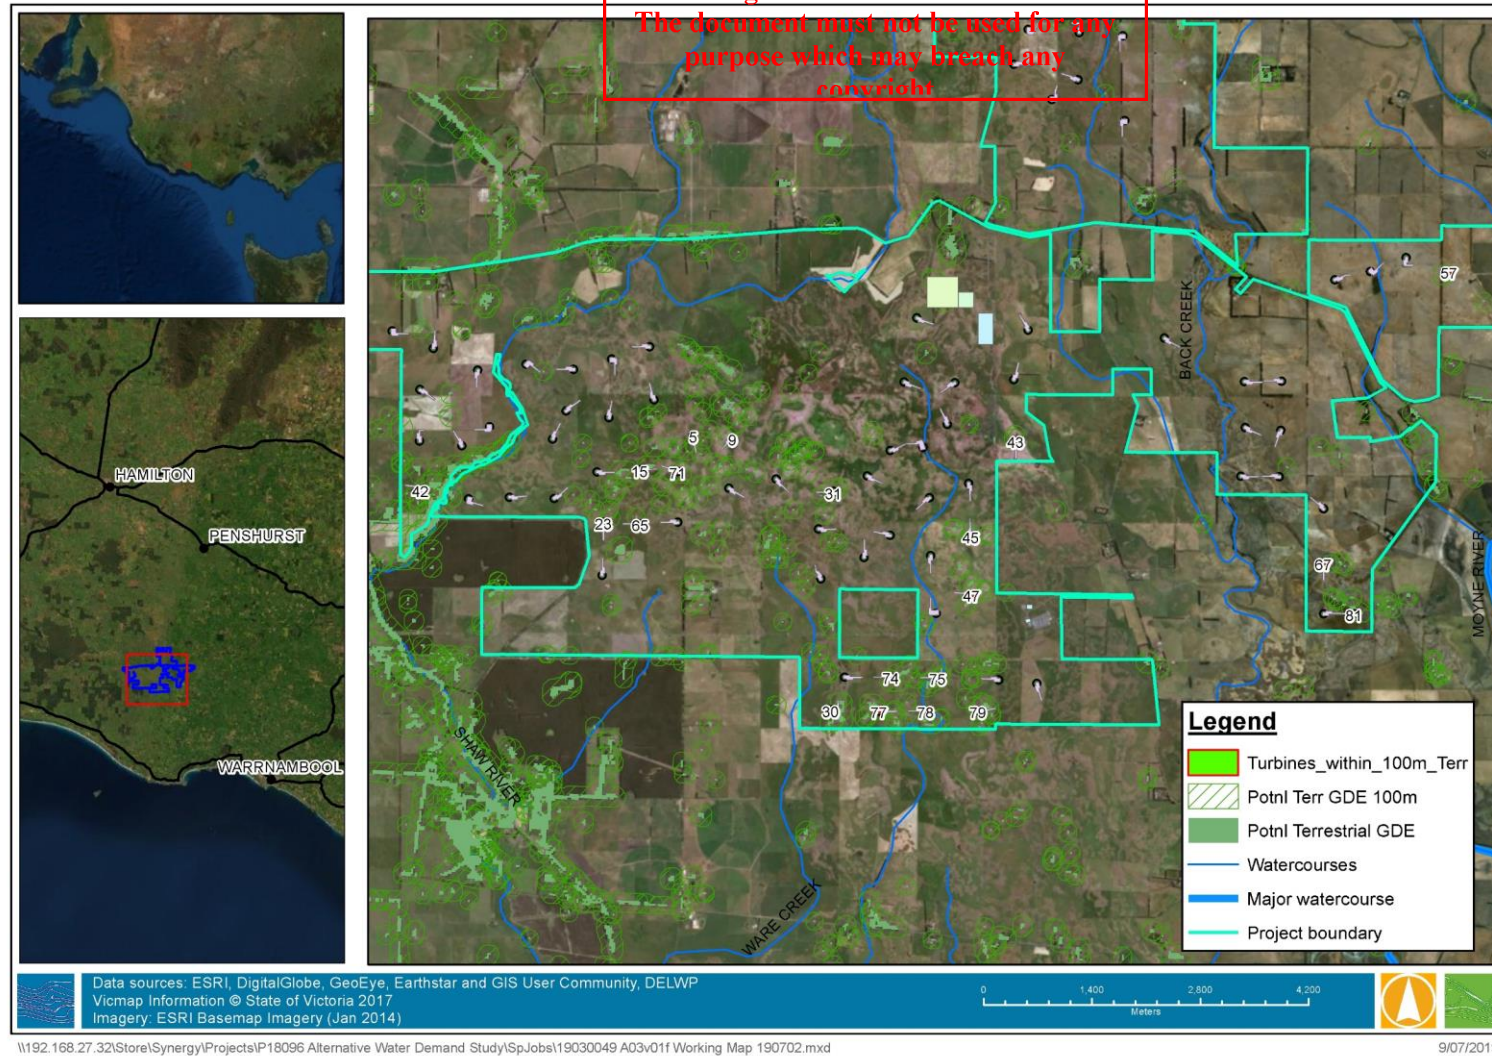 The document must not be used for any
purpose which may breach any
copyright
57
BACK CREEK
5
9
43
15
71
42
31
23
65
45
HAMILTON
PENSHURST
67
47
81
MOYNE RIVER
74
75
30
77
78
79
WARRNAMBOOL
SHAW RIVER
WARE CREEK
Legend
Turbines_within_100m_Terr
Potnl Terr GDE 100m
Potnl Terrestrial GDE
Watercourses
Major watercourse
Project boundary
Data sources: ESRI, DigitalGlobe, GeoEye, Earthstar and GIS User Community, DELWP
Vicmap Information © State of Victoria 2017
Imagery: ESRI Basemap Imagery (Jan 2014)
0 1,400 2,800 4,200
Meters
\\192.168.27.32\Store\Synergy\Projects\P18096 Alternative Water Demand Study\SpJobs\19030049 A03v01f Working Map 190702.mxd
9/07/201